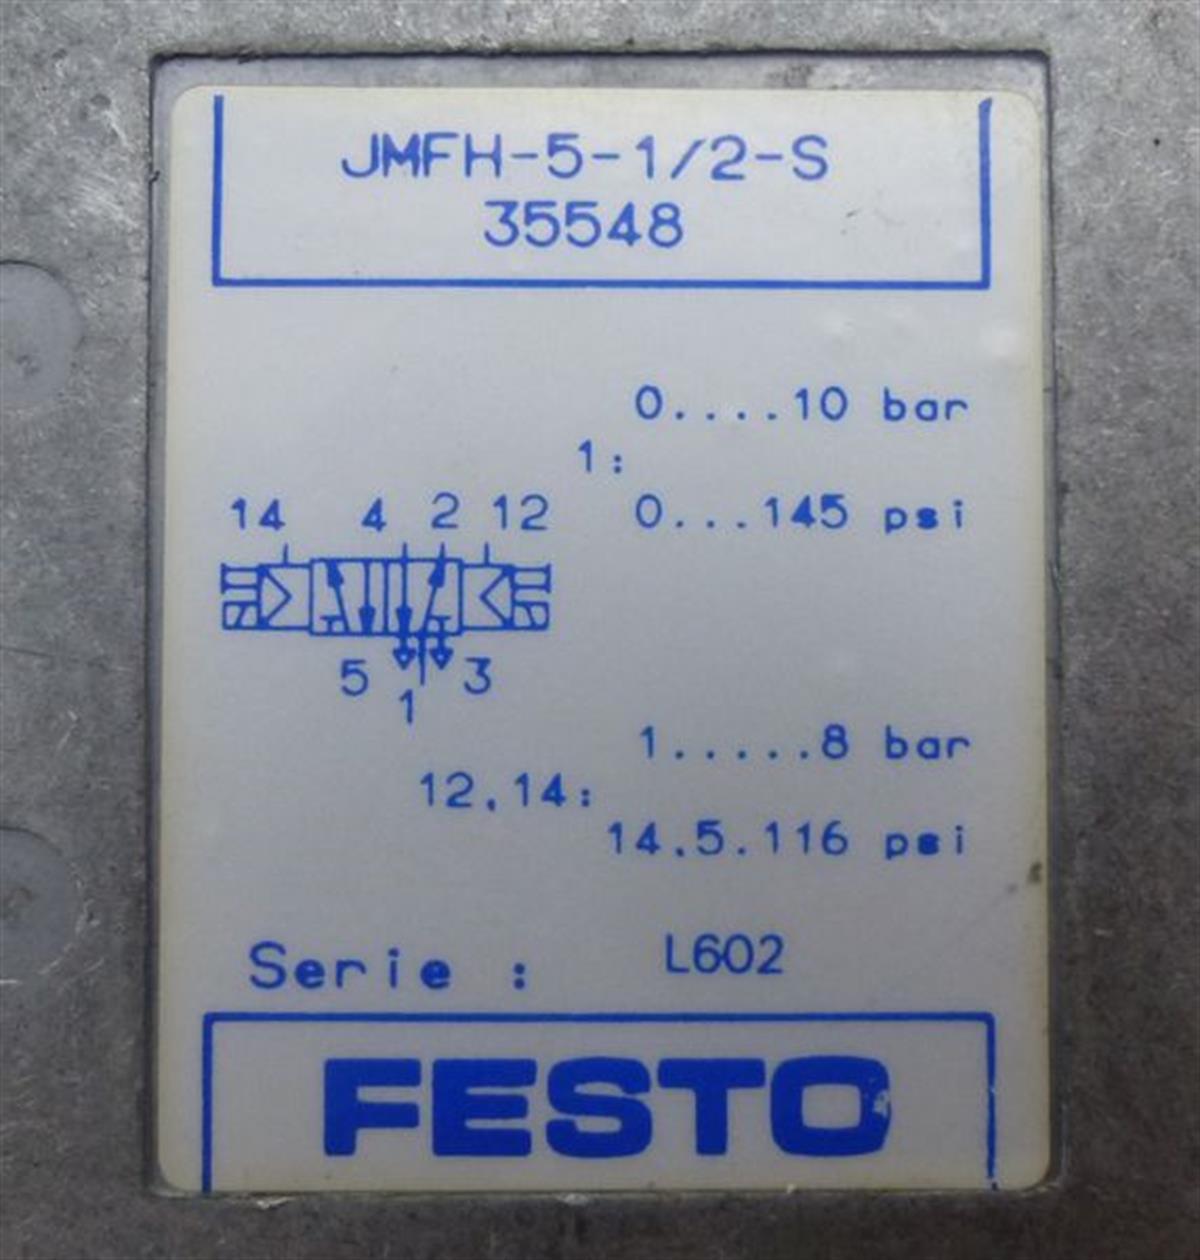 JMFH-5-1/2-S
35548
0....10 bar
1:
0...145 psi
14 4 2 12
5 3
1
1.....8 bar
12,14:
14.5.116 psi
Serie : L602
FESTO